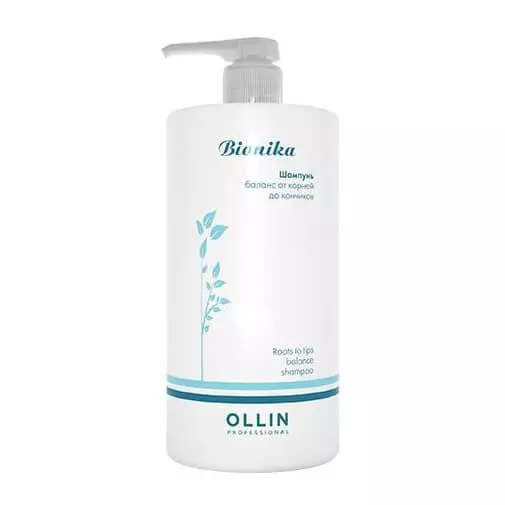 Bionika
Шампунь
баланс от корней
до кончиков
Roots to tips
balance
shampoo
OLLIN
PROFESSIONAL